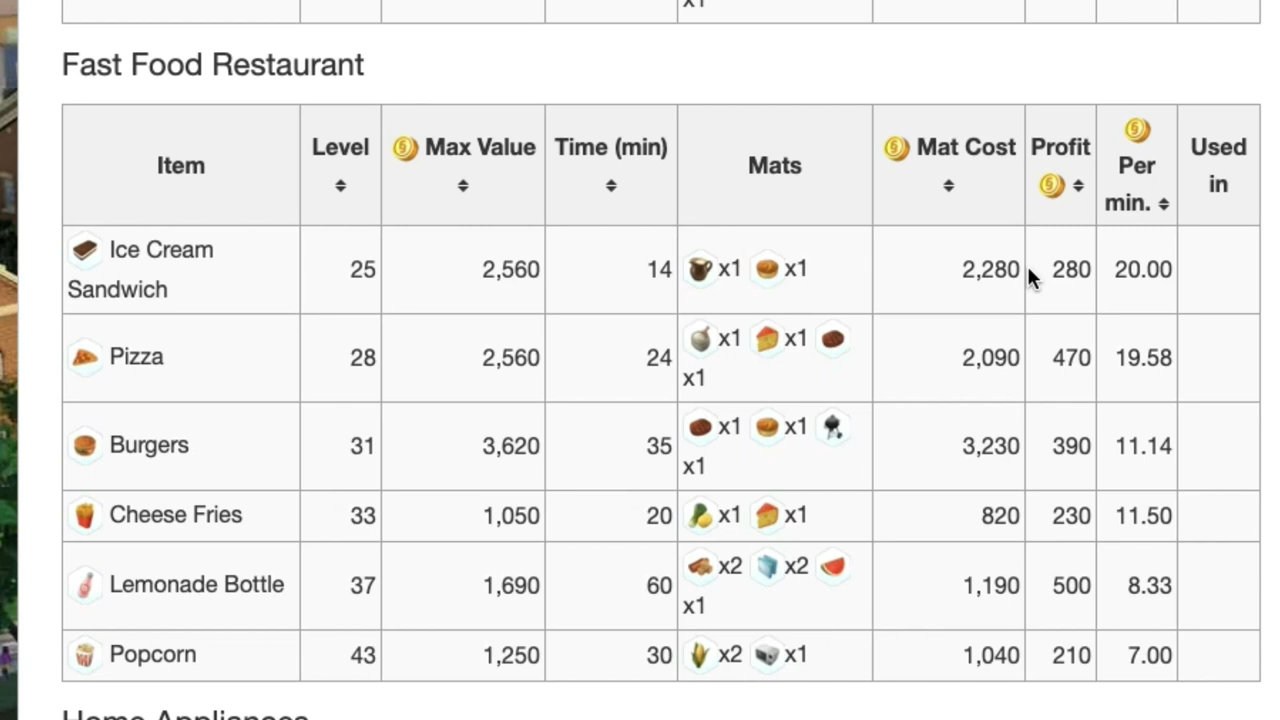 x1
Fast Food Restaurant
Item Level Max Value Time (min) Mats Mat Cost Profit Per min. Used in
Ice Cream Sandwich 25 2,560 14 x1 x1 2,280 280 20.00
Pizza 28 2,560 24 x1 x1 x1 2,090 470 19.58
Burgers 31 3,620 35 x1 x1 x1 3,230 390 11.14
Cheese Fries 33 1,050 20 x1 x1 820 230 11.50
Lemonade Bottle 37 1,690 60 x2 x2 x1 1,190 500 8.33
Popcorn 43 1,250 30 x2 x1 1,040 210 7.00
Home Appliances